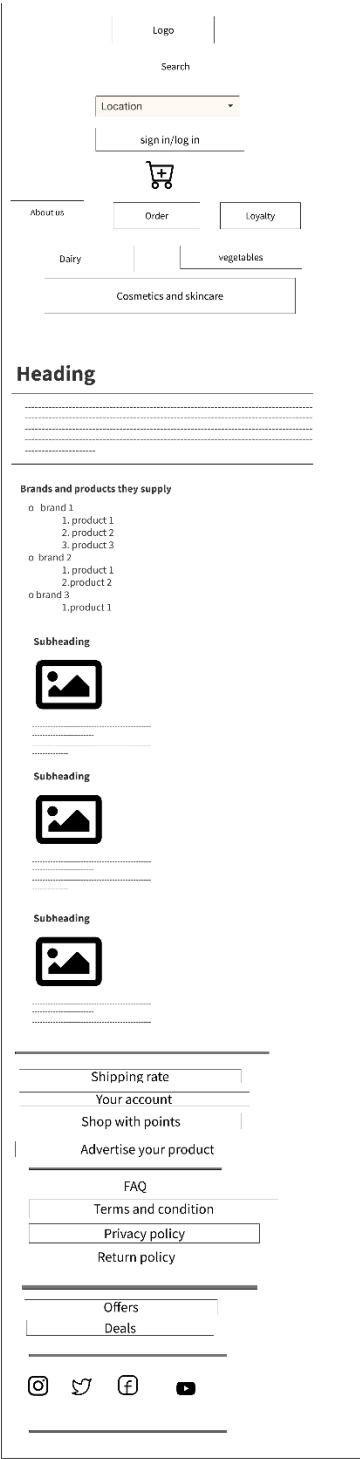 Logo
Search
Location
sign in/log in
About us
Order
Loyalty
Dairy
vegetables
Cosmetics and skincare
Heading
Brands and products they supply
o brand 1
1. product 1
2. product 2
3. product 3
o brand 2
1. product 1
2.product 2
o brand 3
1.product 1
Subheading
Subheading
Subheading
Shipping rate
Your account
Shop with points
Advertise your product
FAQ
Terms and condition
Privacy policy
Return policy
Offers
Deals